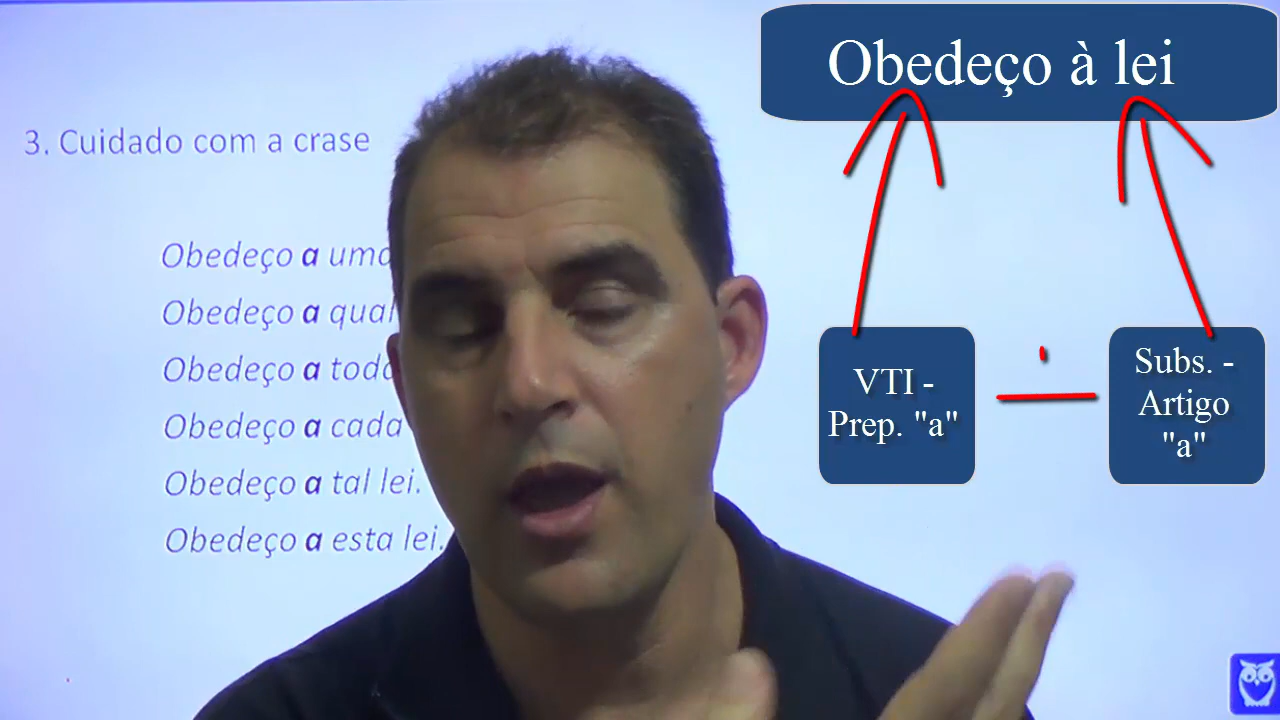 3. Cuidado com a crase
Obedeço a
Obedeço a
Obedeço a
Obedeço a cada
Obedeço a tal lei.
Obedeço a esta lei.
Obedeço à lei
VTI -
Prep. "a"
Subs. -
Artigo
"a"